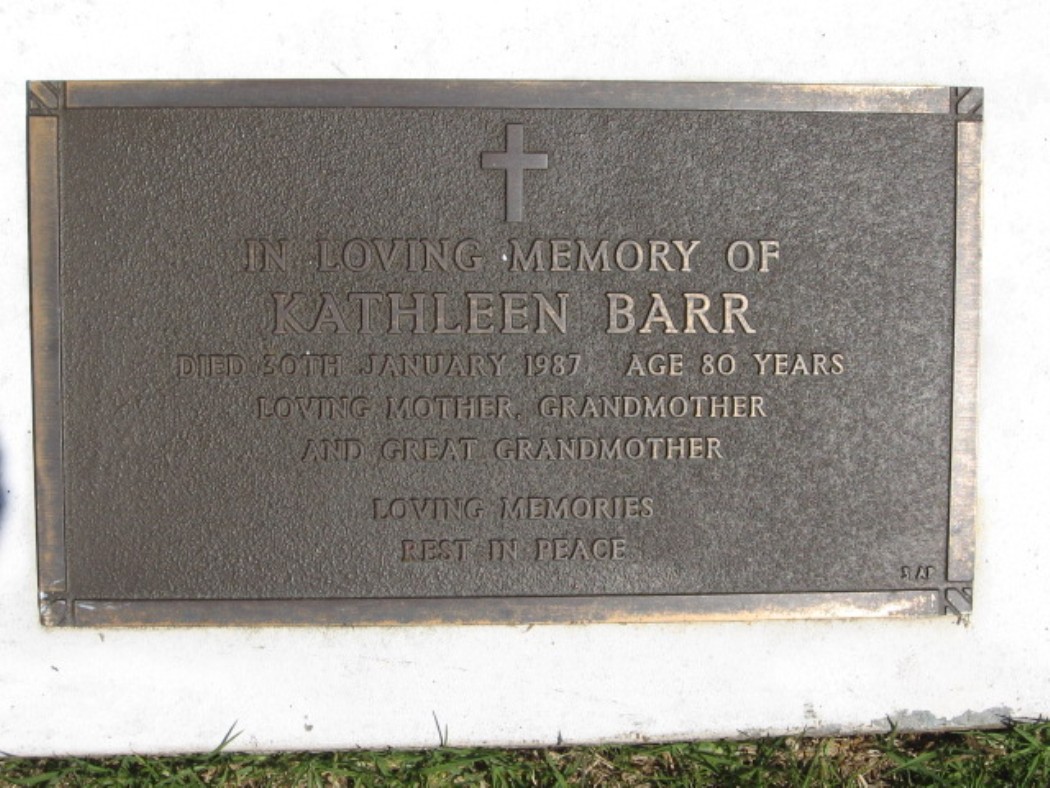 IN LOVING MEMORY OF
KATHLEEN BARR
DIED 30TH JANUARY 1987 AGE 80 YEARS
LOVING MOTHER, GRANDMOTHER
AND GREAT GRANDMOTHER
LOVING MEMORIES
REST IN PEACE